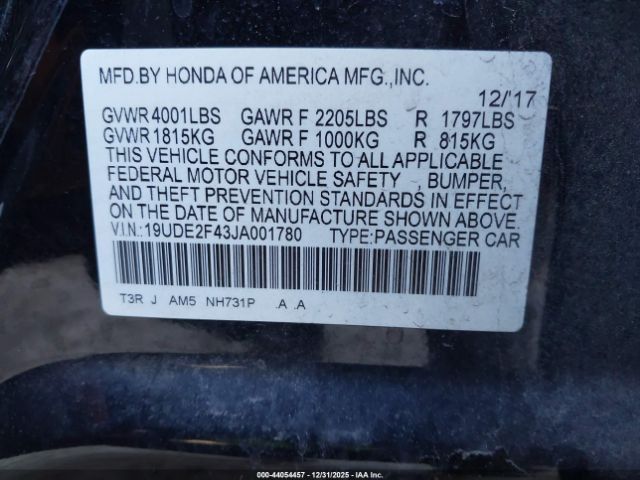 MFD.BY HONDA OF AMERICA MFG.,INC.
12/'17
GVWR 4001LBS GAWR F 2205LBS R 1797LBS
GVWR 1815KG GAWR F 1000KG R 815KG
THIS VEHICLE CONFORMS TO ALL APPLICABLE
FEDERAL MOTOR VEHICLE SAFETY , BUMPER,
AND THEFT PREVENTION STANDARDS IN EFFECT
ON THE DATE OF MANUFACTURE SHOWN ABOVE.
V.I.N.:19UDE2F43JA001780 TYPE:PASSENGER CAR
T3R J AM5 NH731P .A .A
000-44054457 - 12/31/2025 - IAA Inc.